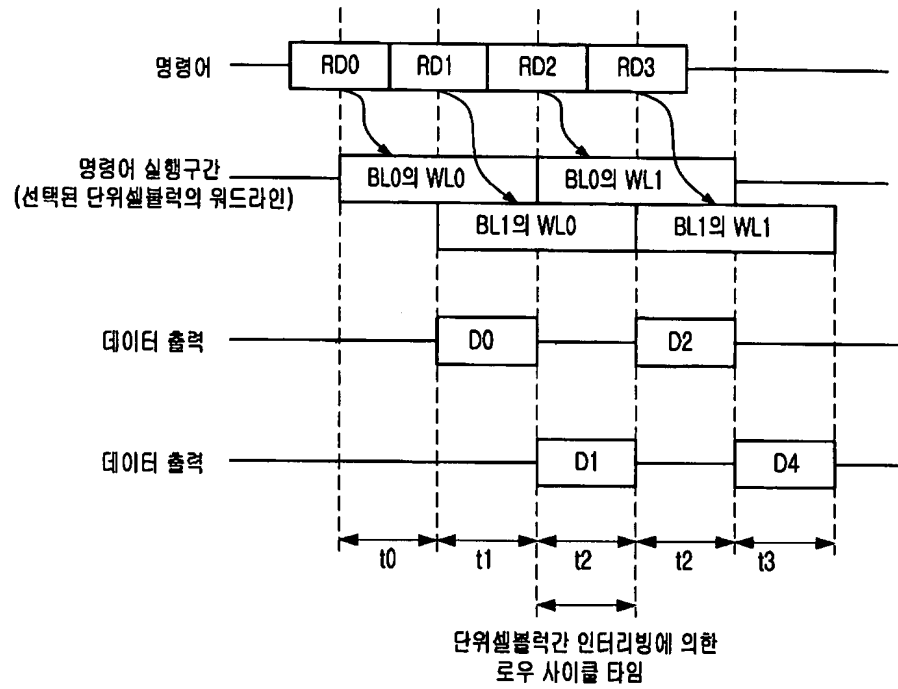 명령어
RD0 RD1 RD2 RD3
명령어 실행구간
(선택된 단위셀블럭의 워드라인)
BL0의 WL0 BL0의 WL1
BL1의 WL0 BL1의 WL1
데이터 출력
D0 D2
데이터 출력
D1 D4
t0 t1 t2 t2 t3
단위셀블럭간 인터리빙에 의한
로우 사이클 타임